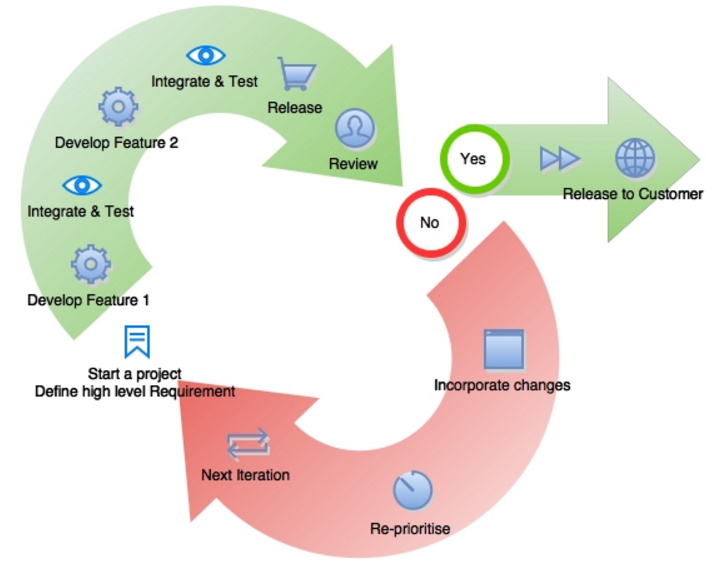 Start a project
Define high level Requirement
Develop Feature 1
Integrate & Test
Develop Feature 2
Integrate & Test
Release
Review
Yes
Release to Customer
No
Incorporate changes
Re-prioritise
Next Iteration